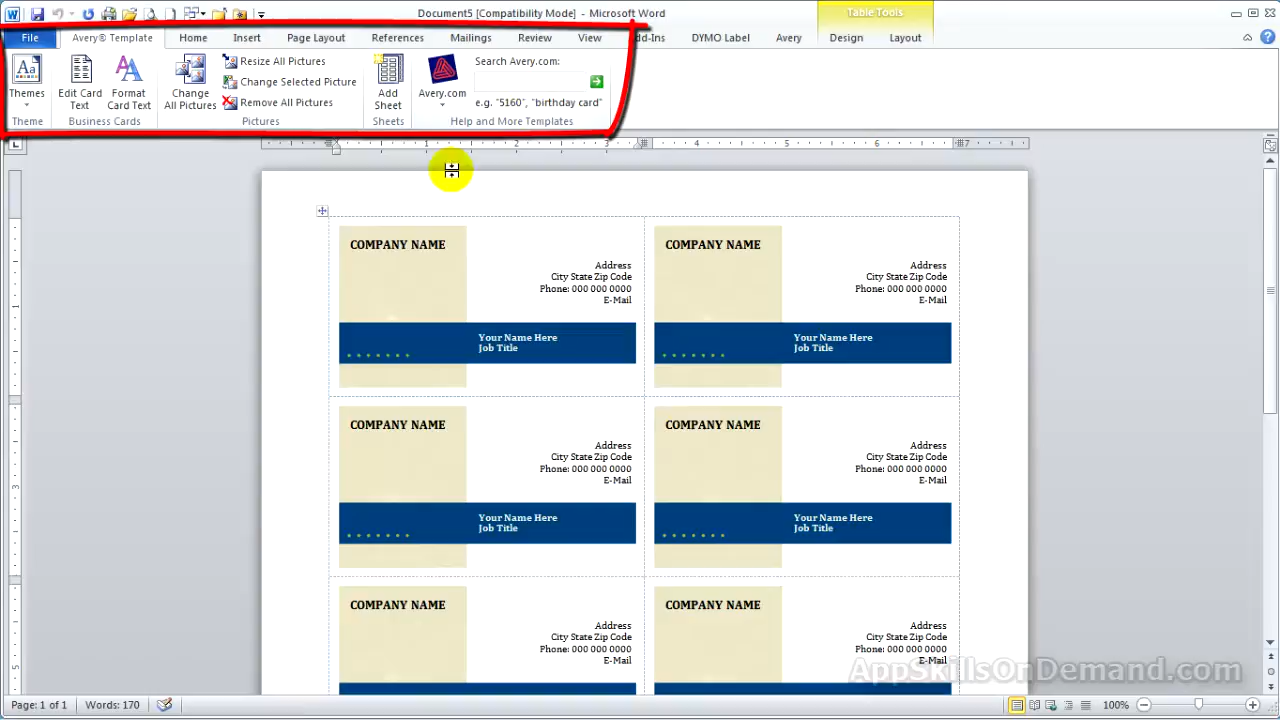 Document5 [Compatibility Mode] - Microsoft Word
Table Tools
File Avery® Template Home Insert Page Layout References Mailings Review View Add-Ins DYMO Label Avery Design Layout
Themes
Edit Card Text
Format Card Text
Change All Pictures
Resize All Pictures
Change Selected Picture
Remove All Pictures
Add Sheet
Avery.com
Search Avery.com:
e.g. "5160", "birthday card"
Theme Business Cards Pictures Sheets Help and More Templates
1 2 3 4 5 6 7
COMPANY NAME
Address
City State Zip Code
Phone: 000 000 0000
E-Mail
Your Name Here
Job Title
COMPANY NAME
Address
City State Zip Code
Phone: 000 000 0000
E-Mail
Your Name Here
Job Title
COMPANY NAME
Address
City State Zip Code
Phone: 000 000 0000
E-Mail
Your Name Here
Job Title
COMPANY NAME
Address
City State Zip Code
Phone: 000 000 0000
E-Mail
Your Name Here
Job Title
COMPANY NAME
Address
City State Zip Code
Phone: 000 000 0000
E-Mail
COMPANY NAME
Address
City State Zip Code
Phone: 000 000 0000
E-Mail
AppSkillsOnDemand.com
Page: 1 of 1 Words: 170 100%